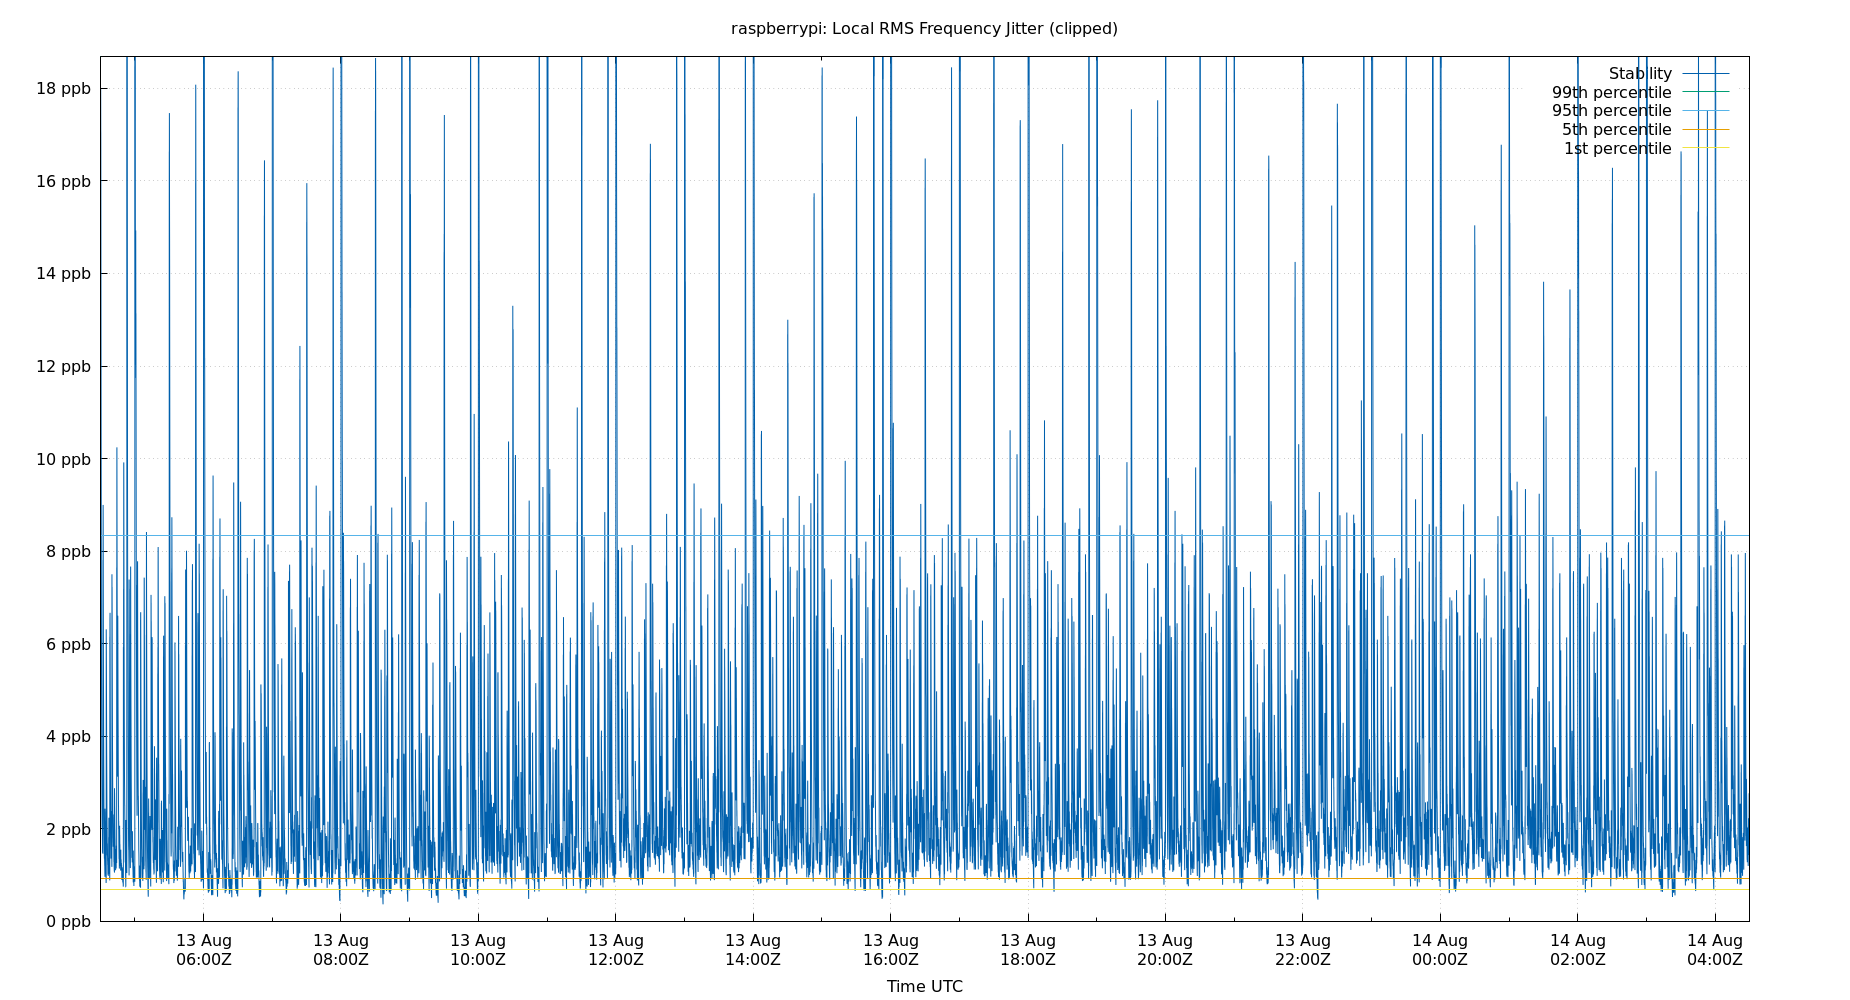 raspberrypi: Local RMS Frequency Jitter (clipped)
18 ppb
16 ppb
14 ppb
12 ppb
10 ppb
8 ppb
6 ppb
4 ppb
2 ppb
0 ppb
Stability
99th percentile
95th percentile
5th percentile
1st percentile
13 Aug 13 Aug 13 Aug 13 Aug 13 Aug 13 Aug 13 Aug 13 Aug 13 Aug 14 Aug 14 Aug 14 Aug
06:00Z 08:00Z 10:00Z 12:00Z 14:00Z 16:00Z 18:00Z 20:00Z 22:00Z 00:00Z 02:00Z 04:00Z
Time UTC